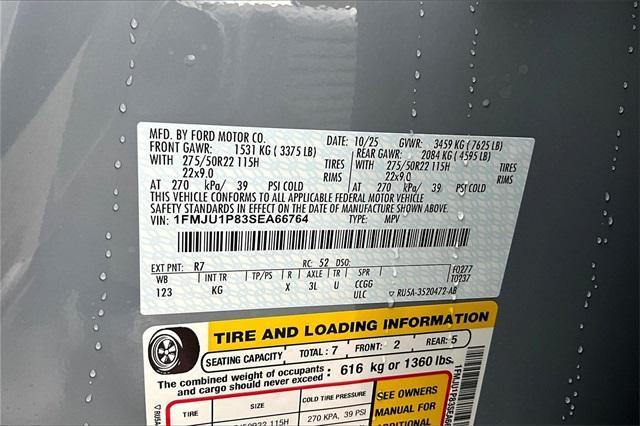 MFD. BY FORD MOTOR CO.
DATE: 10/25 GVWR: 3459 KG ( 7625 LB)
FRONT GAWR: 1531 KG ( 3375 LB)
REAR GAWR: 2084 KG ( 4595 LB)
WITH 275/50R22 115H TIRES
WITH 275/50R22 115H TIRES
22x9.0 RIMS
22x9.0
AT 270 kPa/ 39 PSI COLD
AT 270 kPa/ 39 PSI COLD
THIS VEHICLE CONFORMS TO ALL APPLICABLE FEDERAL MOTOR VEHICLE
SAFETY STANDARDS IN EFFECT ON THE DATE OF MANUFACTURE SHOWN ABOVE.
VIN: 1FMJU1P83SEA66764 TYPE: MPV
EXT PNT: R7 RC: 52 DSO:
WB INT TR TP/PS R AXLE TR SPR F0277
123 KG X 3L U CCGG T0237
ULC ▽ RU5A-3520472-AB
TIRE AND LOADING INFORMATION
SEATING CAPACITY TOTAL: 7 FRONT: 2 REAR: 5
The combined weight of occupants and cargo should never exceed : 616 kg or 1360 lbs.
TIRE SIZE COLD TIRE PRESSURE
270 KPA, 39 PSI
SEE OWNERS
MANUAL FOR
ADDITIONAL